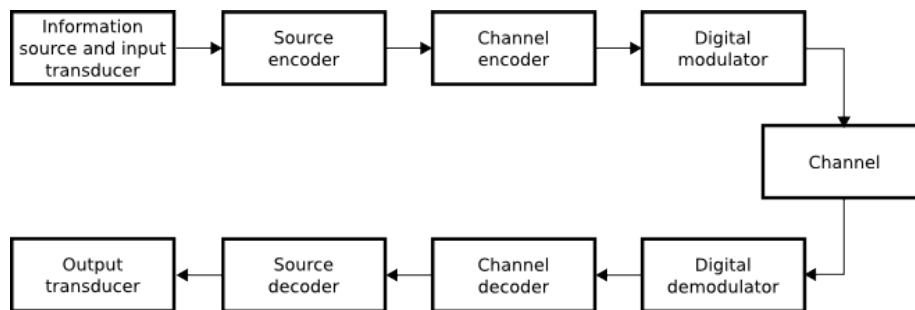 Information
source and input
transducer
Source
encoder
Channel
encoder
Digital
modulator
Channel
Output
transducer
Source
decoder
Channel
decoder
Digital
demodulator